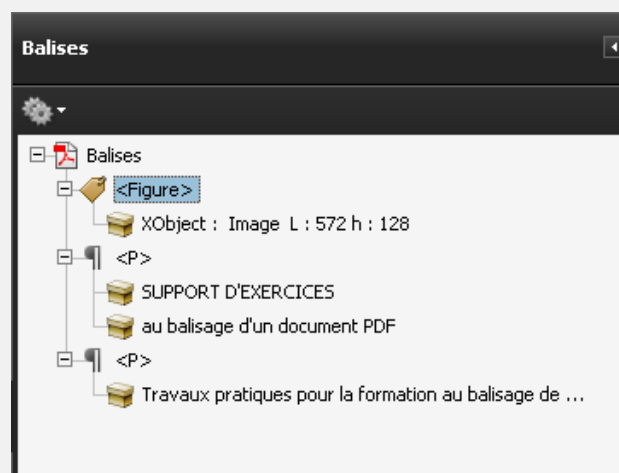 Balises
Balises
<Figure>
XObject :  Image  L : 572 h : 128
<P>
SUPPORT D'EXERCICES
au balisage d'un document PDF
<P>
Travaux pratiques pour la formation au balisage de ...